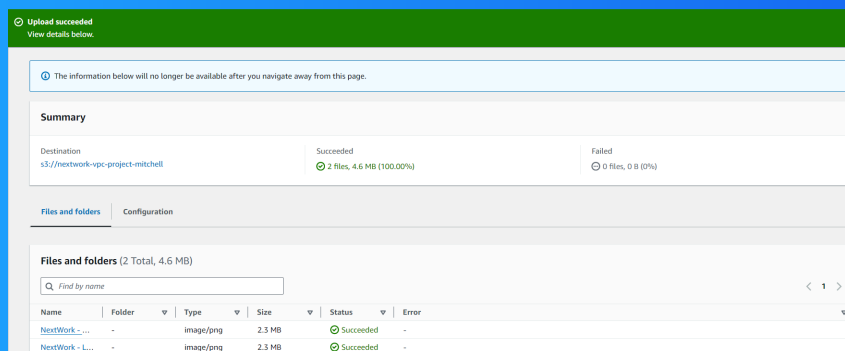 Upload succeeded
View details below.
The information below will no longer be available after you navigate away from this page.
Summary
Destination
s3://nextwork-vpc-project-mitchell
Succeeded
2 files, 4.6 MB (100.00%)
Failed
0 files, 0 B (0%)
Files and folders Configuration
Files and folders (2 Total, 4.6 MB)
Find by name
1
Name Folder Type Size Status Error
NextWork - ... - image/png 2.3 MB Succeeded -
NextWork - L... - image/png 2.3 MB Succeeded -